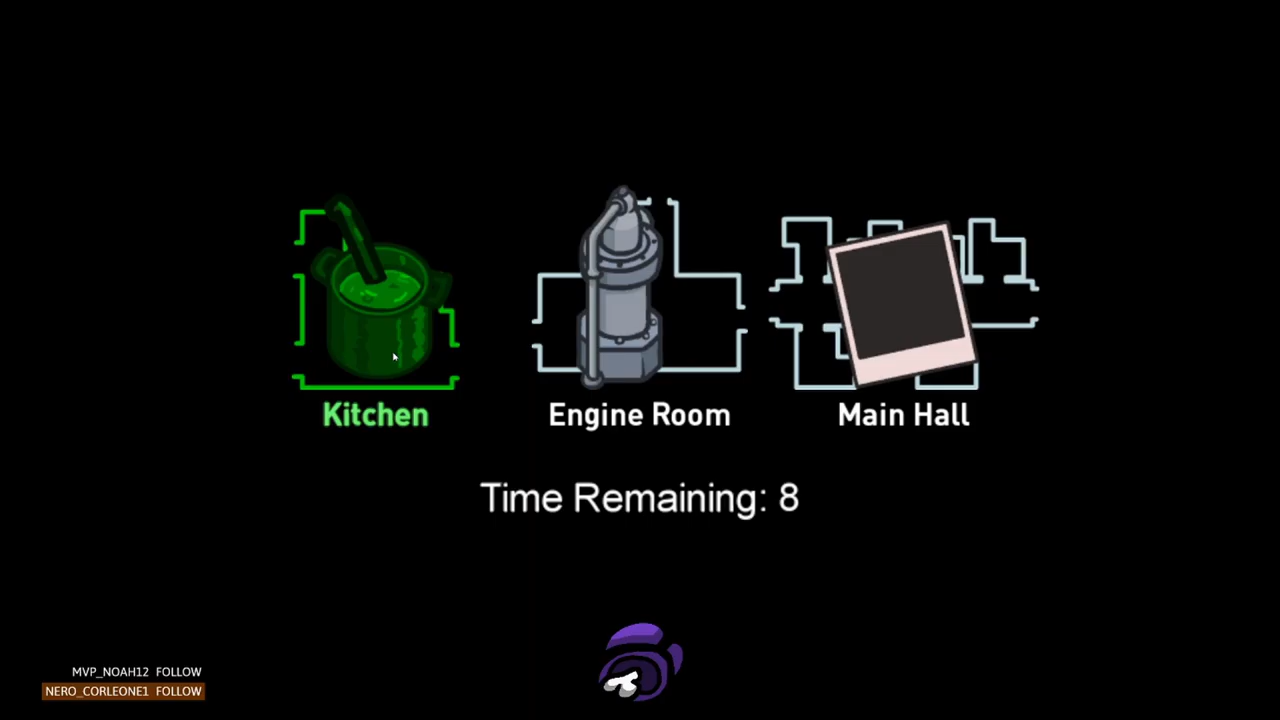 Kitchen
Engine Room
Main Hall
Time Remaining: 8
MVP_NOAH12 FOLLOW
NERO_CORLEONE1 FOLLOW